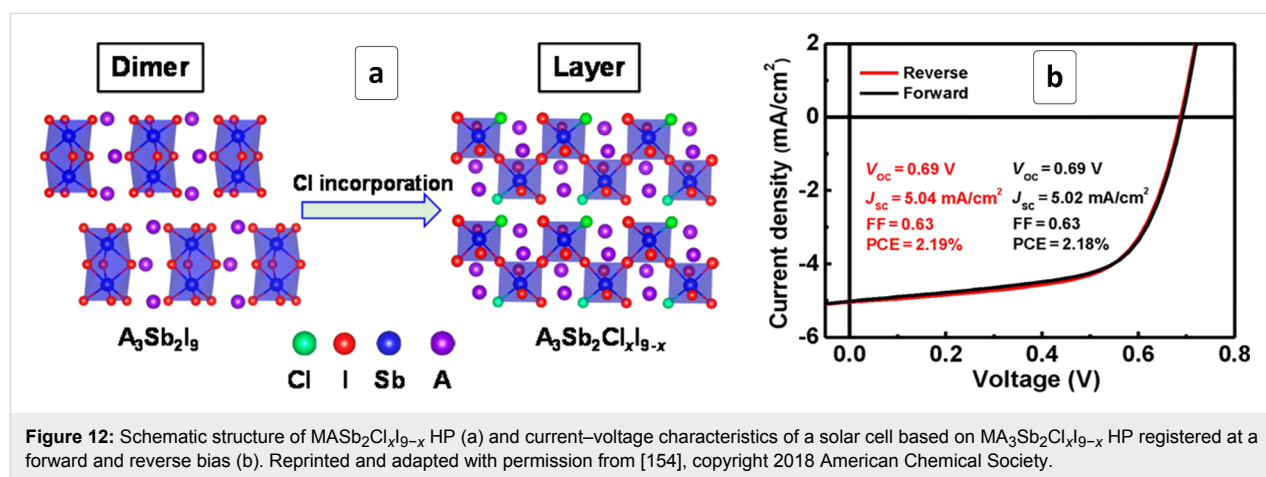 Dimer
a
Layer
Cl incorporation
A₃Sb₂I₉
A₃Sb₂ClₓI₉₋ₓ
Cl I Sb A
b
Reverse
Forward
V_OC = 0.69 V
J_SC = 5.04 mA/cm²
FF = 0.63
PCE = 2.19%
V_OC = 0.69 V
J_SC = 5.02 mA/cm²
FF = 0.63
PCE = 2.18%
Current density (mA/cm²)
2
0
-2
-4
-6
0.0 0.2 0.4 0.6 0.8
Voltage (V)
Figure 12: Schematic structure of MASb₂ClₓI₉₋ₓ HP (a) and current–voltage characteristics of a solar cell based on MA₃Sb₂ClₓI₉₋ₓ HP registered at a
forward and reverse bias (b). Reprinted and adapted with permission from [154], copyright 2018 American Chemical Society.